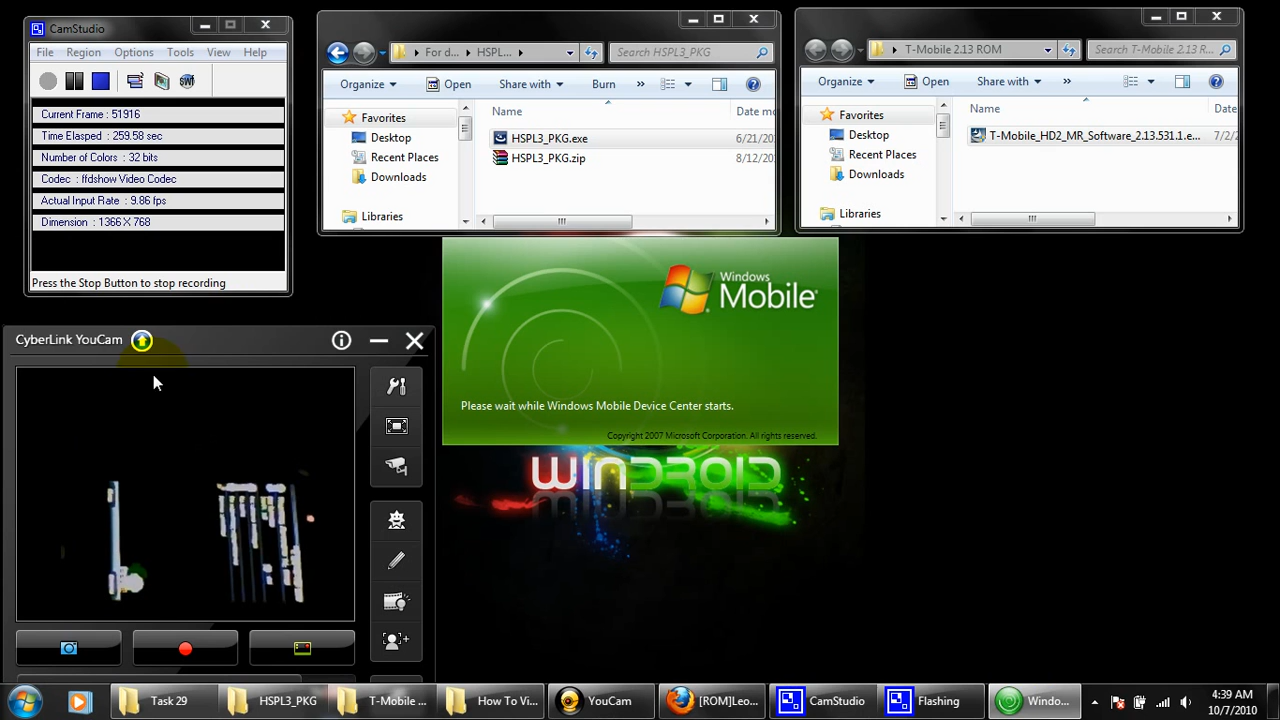 CamStudio
File Region Options Tools View Help
Current Frame : 51916
Time Elasped : 259.58 sec
Number of Colors : 32 bits
Codec : ffdshow Video Codec
Actual Input Rate : 9.86 fps
Dimension : 1366 X 768
Press the Stop Button to stop recording
For d... HSPL... Search HSPL3_PKG
Organize Open Share with Burn »
Favorites
Desktop
Recent Places
Downloads
Libraries
Name Date mo
HSPL3_PKG.exe 6/21/20
HSPL3_PKG.zip 8/12/20
T-Mobile 2.13 ROM Search T-Mobile 2.13 R...
Organize Open Share with »
Favorites
Desktop
Recent Places
Downloads
Libraries
Name Date
T-Mobile_HD2_MR_Software_2.13.531.1.e... 7/2/2
Windows
Mobile
Please wait while Windows Mobile Device Center starts.
Copyright 2007 Microsoft Corporation. All rights reserved.
WINDROID
CyberLink YouCam
Task 29 HSPL3_PKG T-Mobile ... How To Vi... YouCam [ROM]Leo... CamStudio Flashing Windo...
4:39 AM
10/7/2010